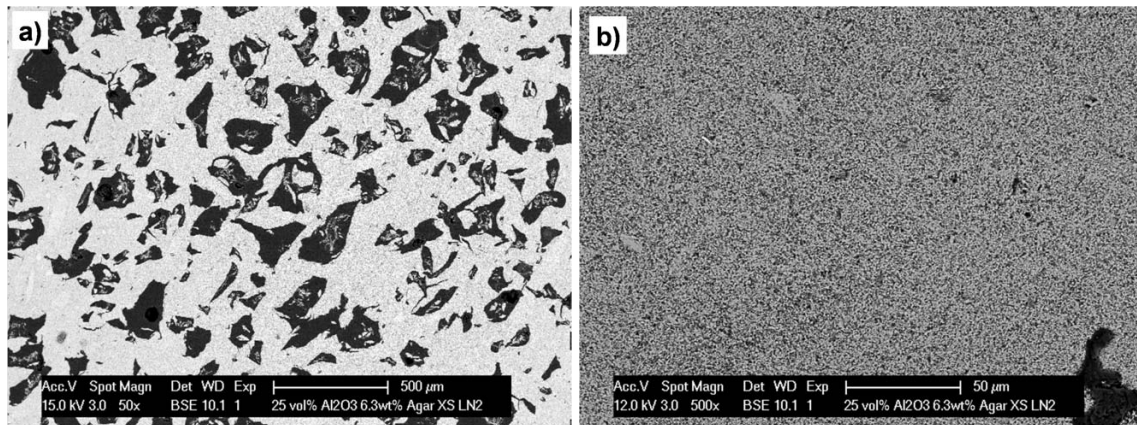 a)
Acc.V Spot Magn Det WD Exp 500 µm
15.0 kV 3.0 50x BSE 10.1 1 25 vol% Al2O3 6.3wt% Agar XS LN2
b)
Acc.V Spot Magn Det WD Exp 50 µm
12.0 kV 3.0 500x BSE 10.1 1 25 vol% Al2O3 6.3wt% Agar XS LN2